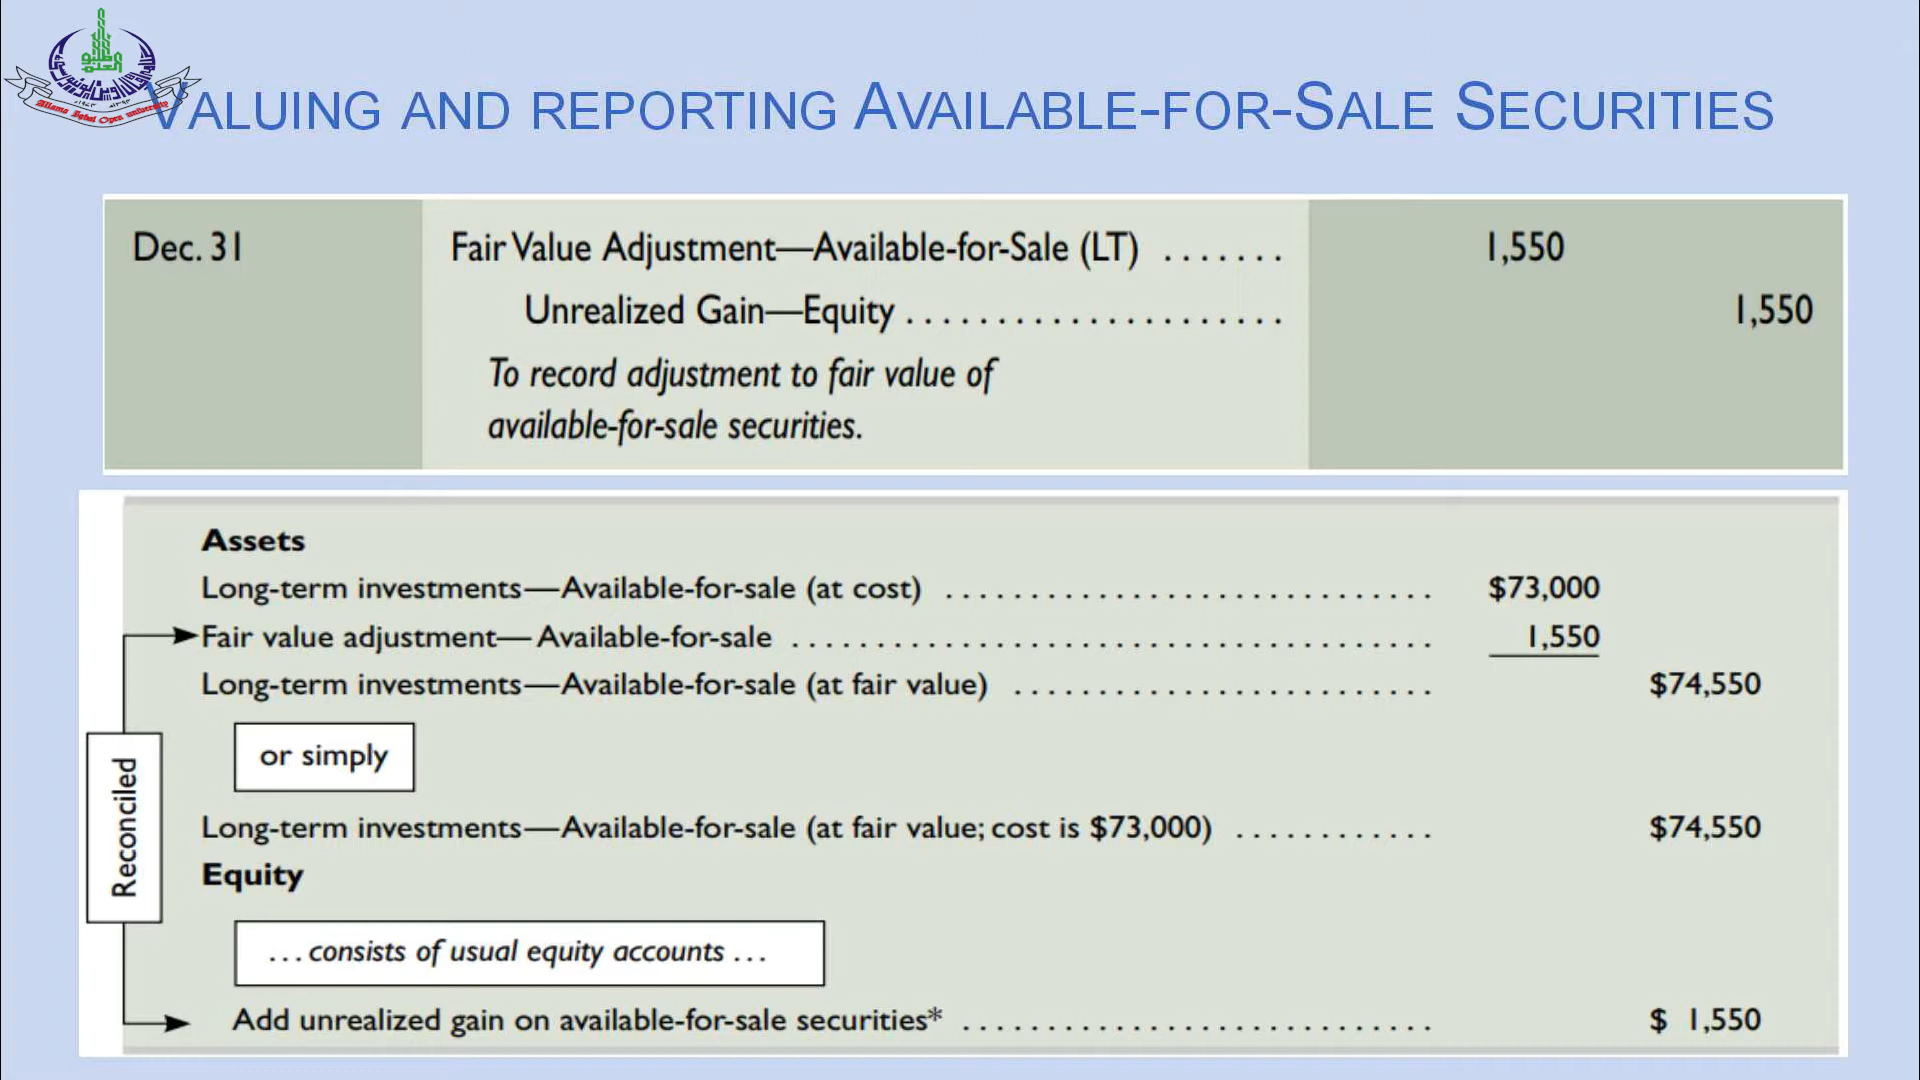 Allama Iqbal Open University
VALUING AND REPORTING AVAILABLE-FOR-SALE SECURITIES
Dec. 31 Fair Value Adjustment—Available-for-Sale (LT) ....... 1,550
Unrealized Gain—Equity ..................... 1,550
To record adjustment to fair value of
available-for-sale securities.
Assets
Long-term investments—Available-for-sale (at cost) ............................. $73,000
Fair value adjustment— Available-for-sale ...................................... 1,550
Long-term investments—Available-for-sale (at fair value) ......................... $74,550
or simply
Reconciled
Long-term investments—Available-for-sale (at fair value; cost is $73,000) ............ $74,550
Equity
. . . consists of usual equity accounts . . .
Add unrealized gain on available-for-sale securities* ............................ $ 1,550